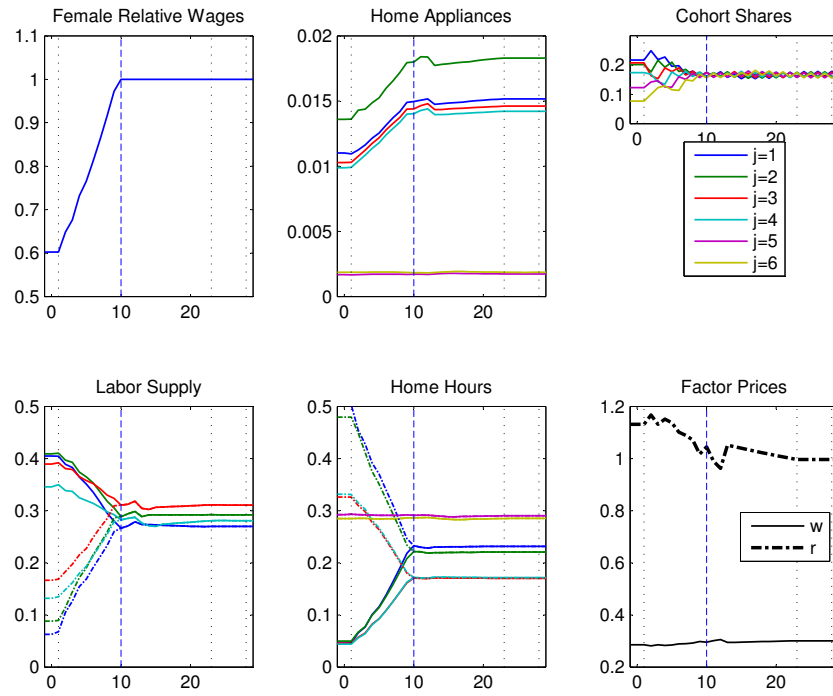 Female Relative Wages
Home Appliances
Cohort Shares
1.1
1
0.9
0.8
0.7
0.6
0.5
0 10 20
0.02
0.015
0.01
0.005
0
0 10 20
0.2
0.1
0
0 10 20
j=1
j=2
j=3
j=4
j=5
j=6
Labor Supply
Home Hours
Factor Prices
0.5
0.4
0.3
0.2
0.1
0
0 10 20
0.5
0.4
0.3
0.2
0.1
0
0 10 20
1.2
1
0.8
0.6
0.4
0.2
0 10 20
w
r